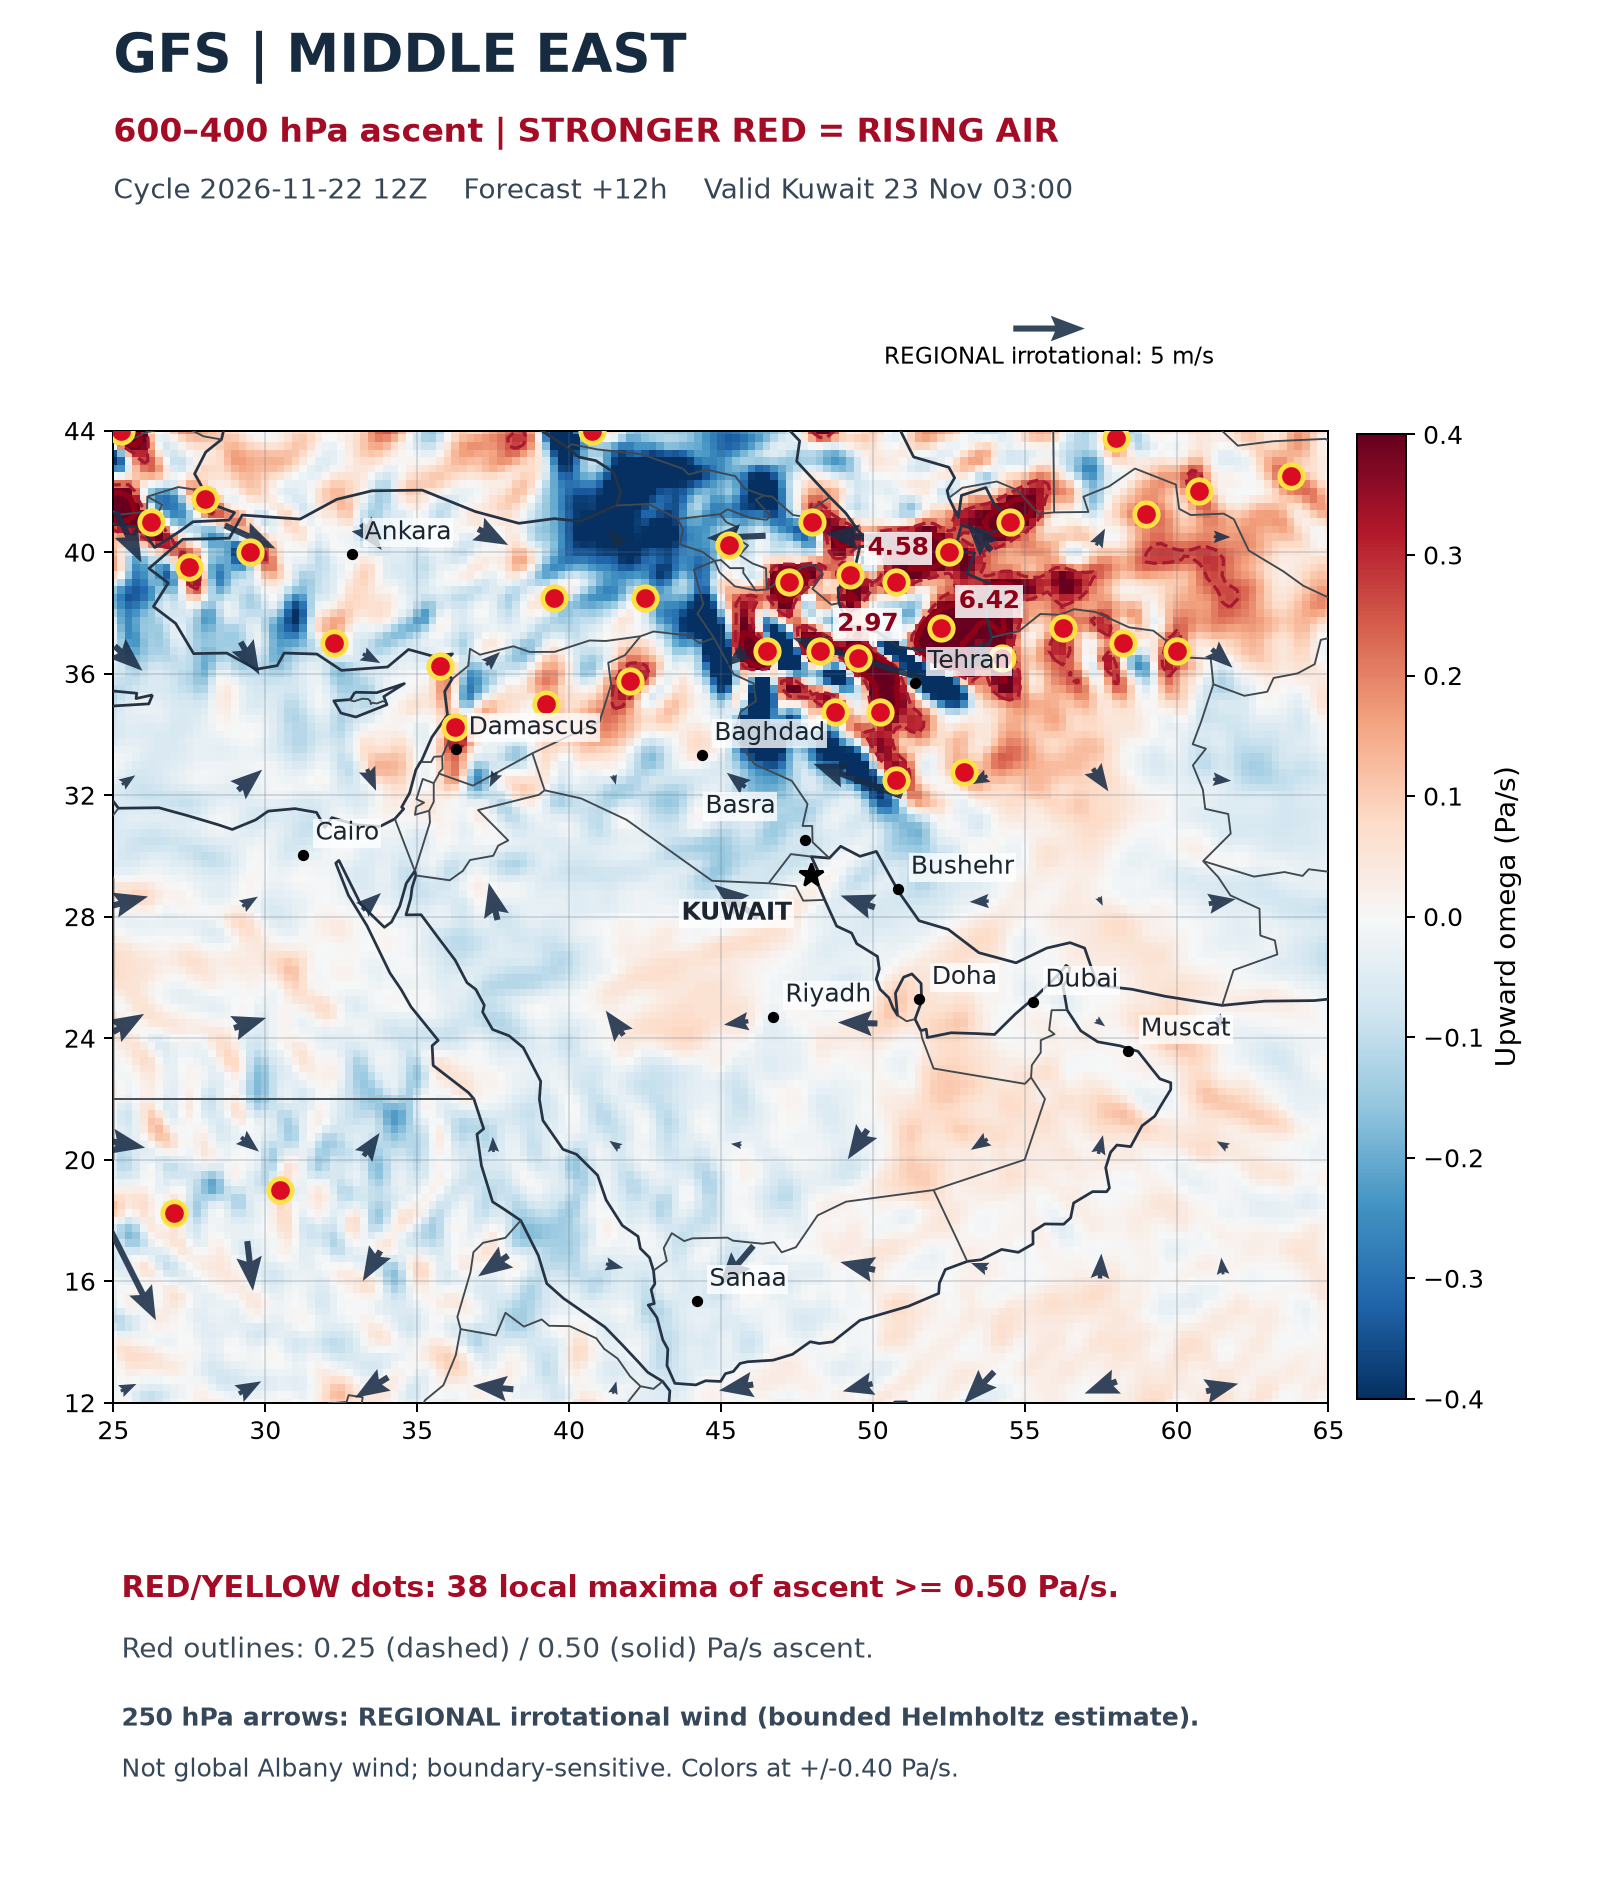 GFS | MIDDLE EAST
600–400 hPa ascent | STRONGER RED = RISING AIR
Cycle 2026-11-22 12Z    Forecast +12h    Valid Kuwait 23 Nov 03:00
REGIONAL irrotational: 5 m/s
44
40
36
32
28
24
20
16
12
25
30
35
40
45
50
55
60
65
Ankara
4.58
6.42
2.97
Tehran
Damascus
Baghdad
Basra
Cairo
Bushehr
KUWAIT
Riyadh
Doha
Dubai
Muscat
Sanaa
0.4
0.3
0.2
0.1
0.0
−0.1
−0.2
−0.3
−0.4
Upward omega (Pa/s)
RED/YELLOW dots: 38 local maxima of ascent >= 0.50 Pa/s.
Red outlines: 0.25 (dashed) / 0.50 (solid) Pa/s ascent.
250 hPa arrows: REGIONAL irrotational wind (bounded Helmholtz estimate).
Not global Albany wind; boundary-sensitive. Colors at +/-0.40 Pa/s.